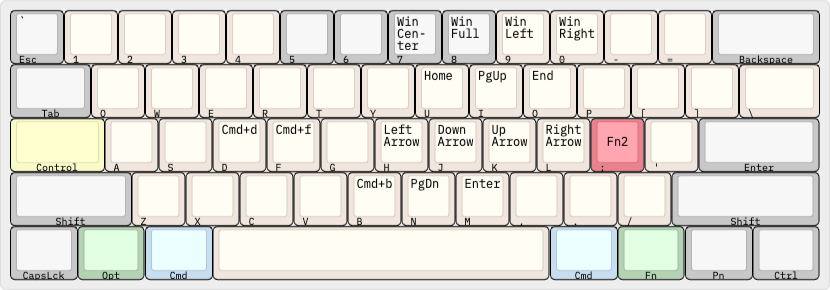 `
Win Win Win Win
Cen- Full Left Right
ter
Esc 1 2 3 4 5 6 7 8 9 0 - = Backspace
Home PgUp End
Tab Q W E R T Y U I O P [ ] \
Cmd+d Cmd+f Left Down Up Right
Arrow Arrow Arrow Arrow Fn2
Control A S D F G H J K L ; ' Enter
Cmd+b PgDn Enter
Shift Z X C V B N M , . / Shift
CapsLck Opt Cmd Cmd Fn Pn Ctrl